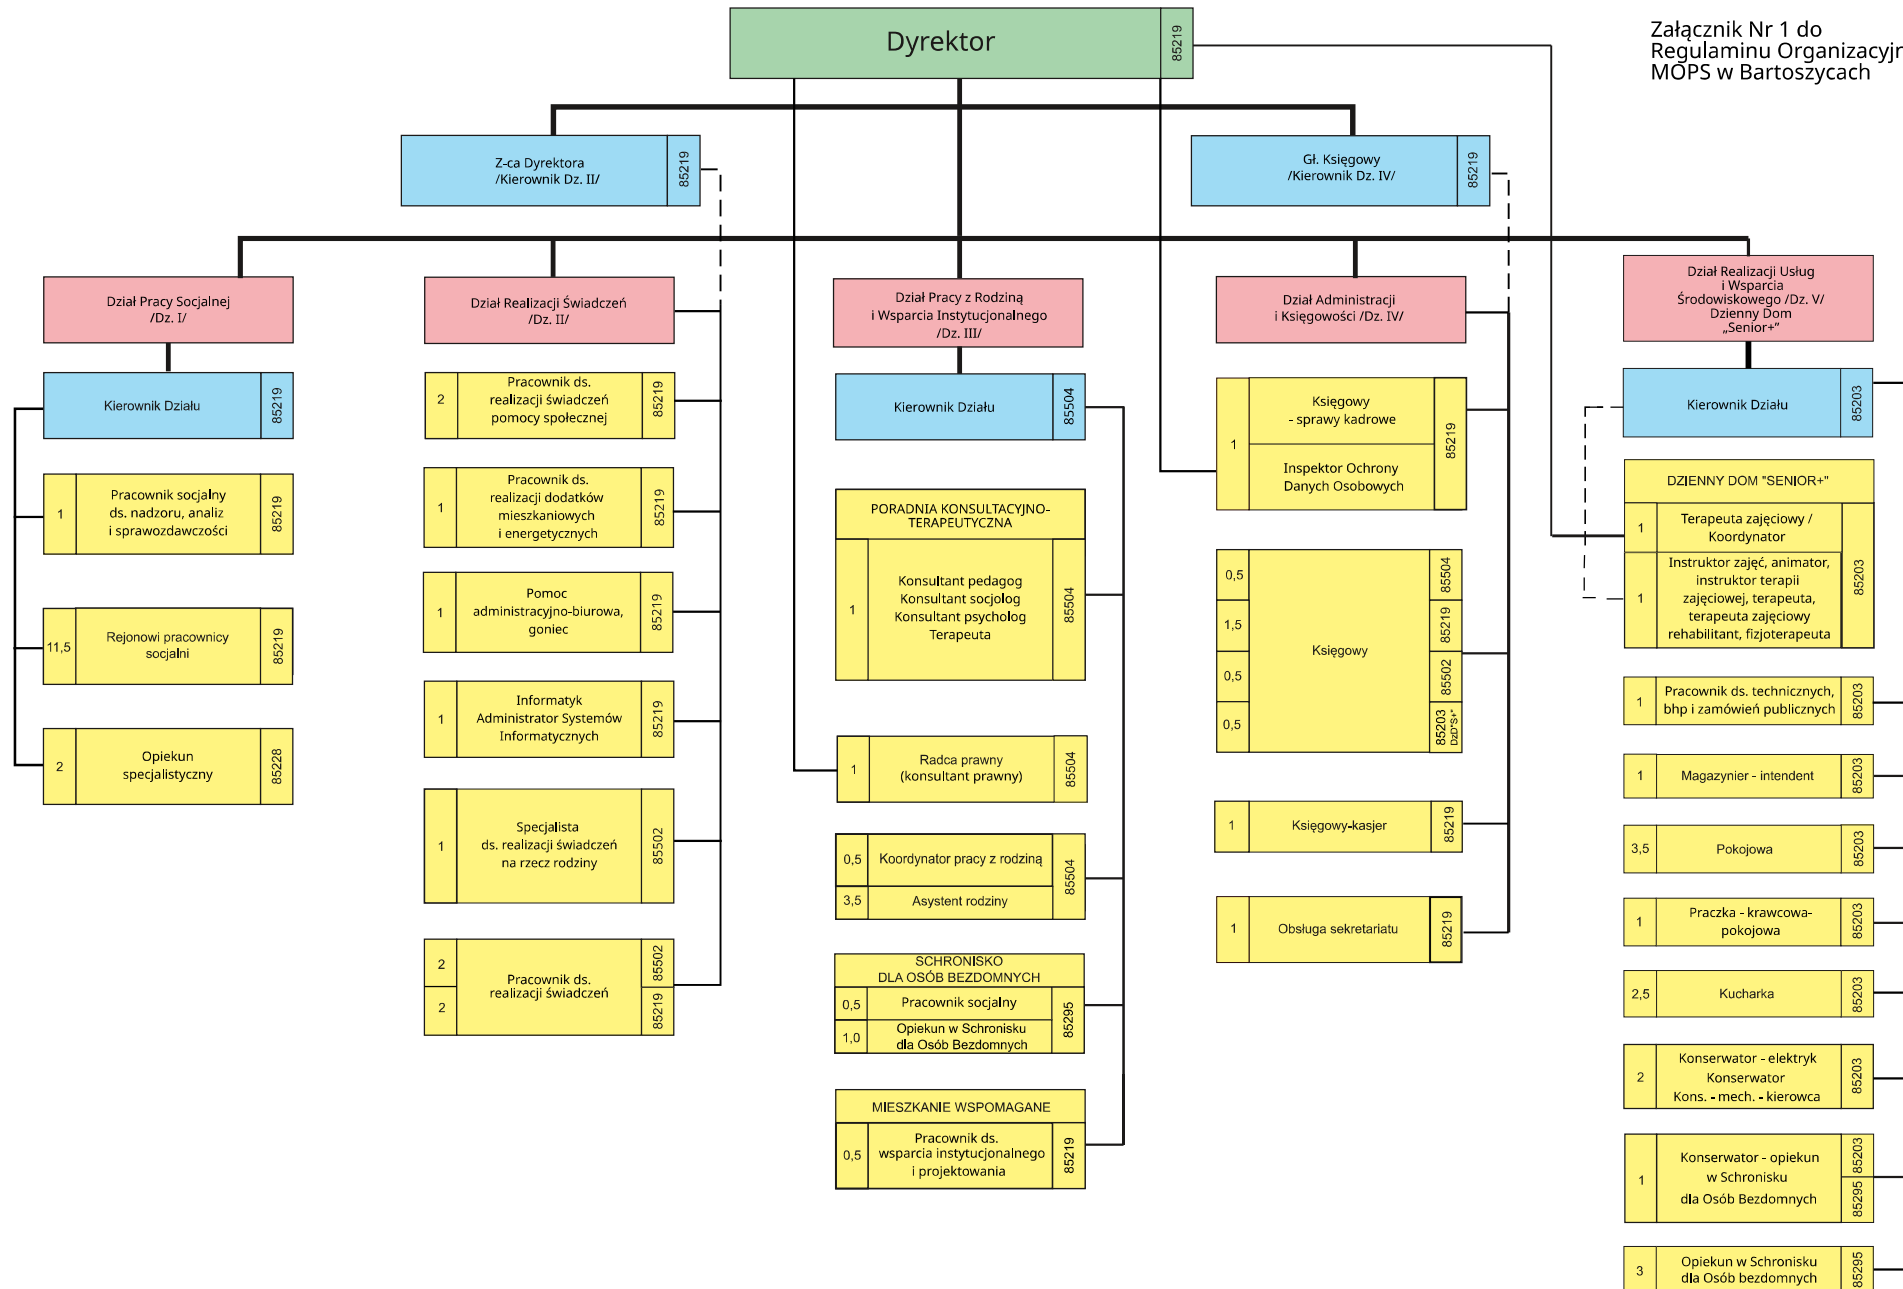 Dyrektor
85219
Załącznik Nr 1 do
Regulaminu Organizacyjn
MOPS w Bartoszycach
Z-ca Dyrektora
/Kierownik Dz. II/
85219
Gł. Księgowy
/Kierownik Dz. IV/
85219
Dział Pracy Socjalnej
/Dz. I/
Kierownik Działu
85219
1
Pracownik socjalny
ds. nadzoru, analiz
i sprawozdawczości
85219
11,5
Rejonowi pracownicy
socjalni
85219
2
Opiekun
specjalistyczny
85228
Dział Realizacji Świadczeń
/Dz. II/
2
Pracownik ds.
realizacji świadczeń
pomocy społecznej
85219
1
Pracownik ds.
realizacji dodatków
mieszkaniowych
i energetycznych
85219
1
Pomoc
administracyjno-biurowa,
goniec
85219
1
Informatyk
Administrator Systemów
Informatycznych
85219
1
Specjalista
ds. realizacji świadczeń
na rzecz rodziny
85502
2
2
Pracownik ds.
realizacji świadczeń
85502
85219
Dział Pracy z Rodziną
i Wsparcia Instytucjonalnego
/Dz. III/
Kierownik Działu
85504
PORADNIA KONSULTACYJNO-
TERAPEUTYCZNA
1
Konsultant pedagog
Konsultant socjolog
Konsultant psycholog
Terapeuta
85504
1
Radca prawny
(konsultant prawny)
85504
0,5
Koordynator pracy z rodziną
3,5
Asystent rodziny
85504
SCHRONISKO
DLA OSÓB BEZDOMNYCH
0,5
Pracownik socjalny
1,0
Opiekun w Schronisku
dla Osób Bezdomnych
85295
MIESZKANIE WSPOMAGANE
0,5
Pracownik ds.
wsparcia instytucjonalnego
i projektowania
85219
Dział Administracji
i Księgowości /Dz. IV/
1
Księgowy
- sprawy kadrowe
Inspektor Ochrony
Danych Osobowych
85219
0,5
1,5
0,5
0,5
Księgowy
85504
85219
85502
85203
DzD"S+"
1
Księgowy-kasjer
85219
1
Obsługa sekretariatu
85219
Dział Realizacji Usług
i Wsparcia
Środowiskowego /Dz. V/
Dzienny Dom
„Senior+”
Kierownik Działu
85203
DZIENNY DOM "SENIOR+"
1
Terapeuta zajęciowy /
Koordynator
1
Instruktor zajęć, animator,
instruktor terapii
zajęciowej, terapeuta,
terapeuta zajęciowy
rehabilitant, fizjoterapeuta
85203
1
Pracownik ds. technicznych,
bhp i zamówień publicznych
85203
1
Magazynier - intendent
85203
3,5
Pokojowa
85203
1
Praczka - krawcowa-
pokojowa
85203
2,5
Kucharka
85203
2
Konserwator - elektryk
Konserwator
Kons. - mech. - kierowca
85203
1
Konserwator - opiekun
w Schronisku
dla Osób Bezdomnych
85203
85295
3
Opiekun w Schronisku
dla Osób bezdomnych
85295